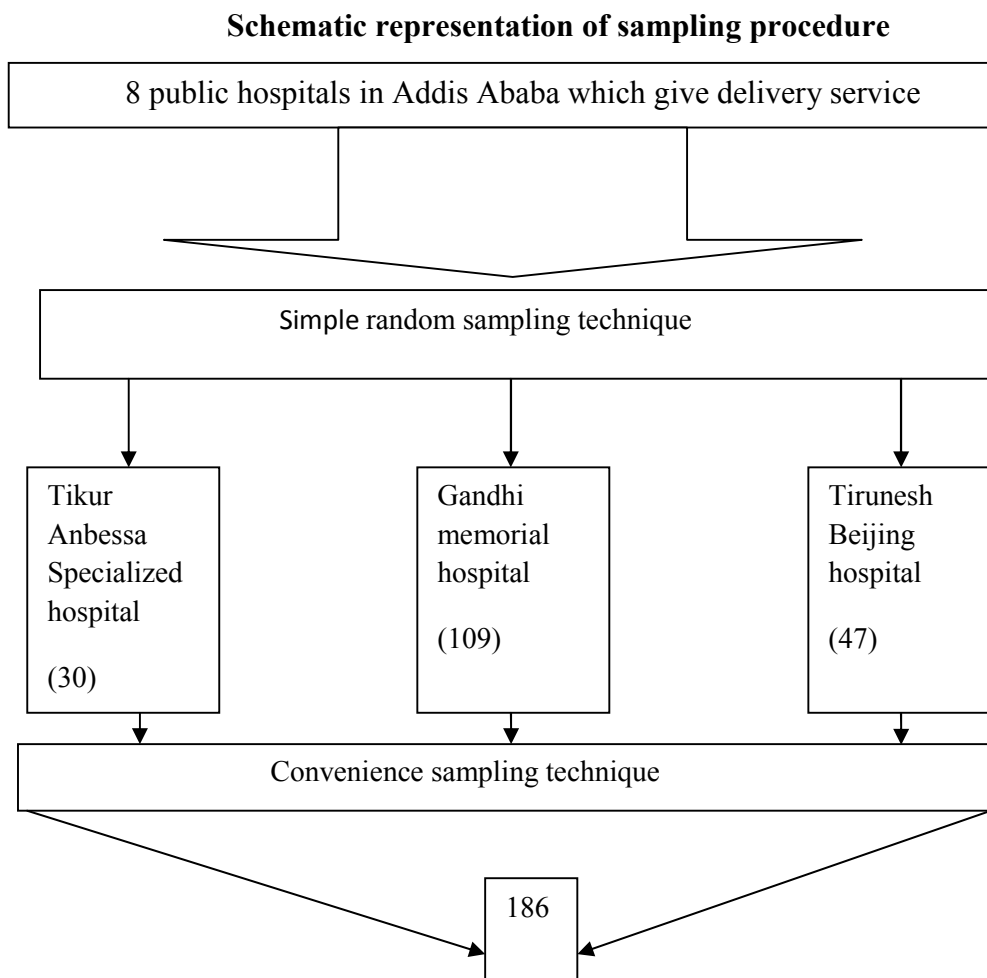 Schematic representation of sampling procedure
8 public hospitals in Addis Ababa which give delivery service
Simple random sampling technique
Tikur
Anbessa
Specialized
hospital
(30)
Gandhi
memorial
hospital
(109)
Tirunesh
Beijing
hospital
(47)
Convenience sampling technique
186